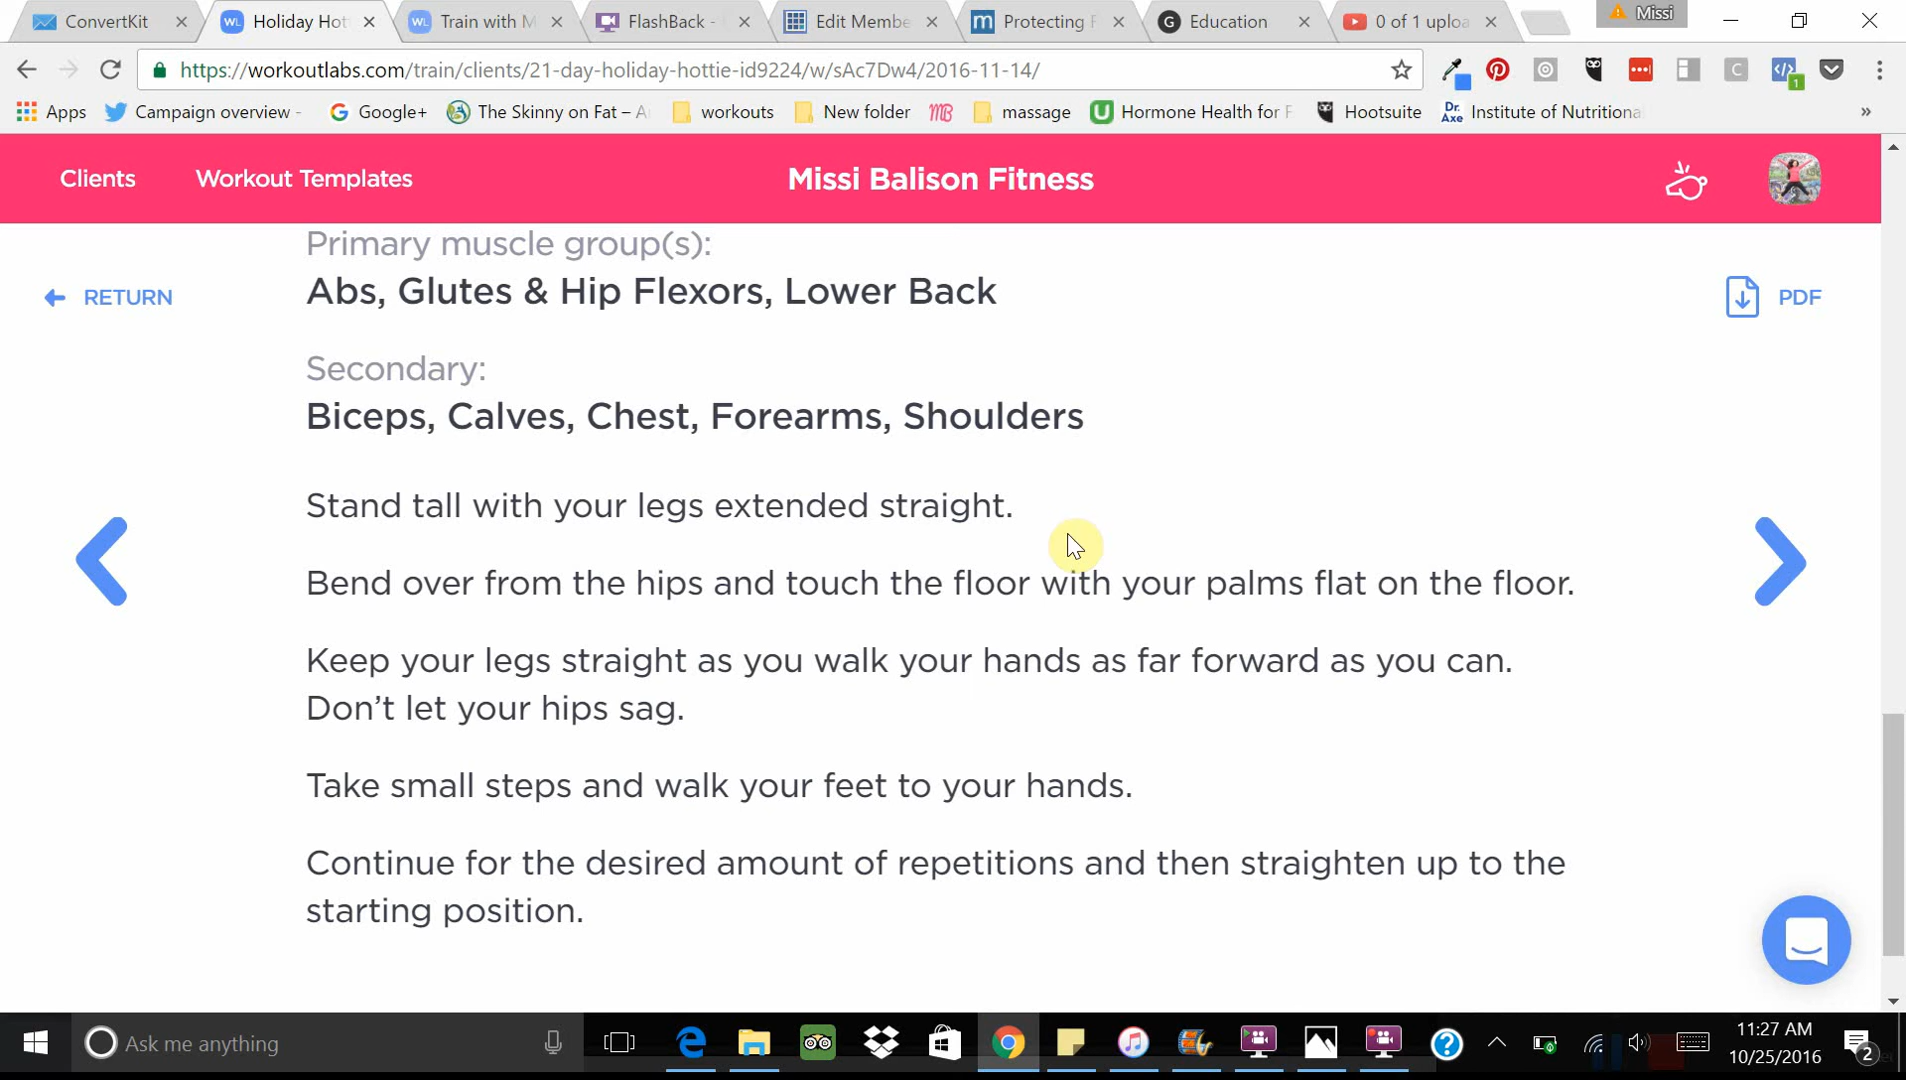 ConvertKit
Holiday Hot
Train with M
FlashBack -
Edit Membe
Protecting F
Education
0 of 1 uploa
Missi
https://workoutlabs.com/train/clients/21-day-holiday-hottie-id9224/w/sAc7Dw4/2016-11-14/
Apps
Campaign overview -
Google+
The Skinny on Fat – A
workouts
New folder
MB
massage
Hormone Health for F
Hootsuite
Dr. Axe
Institute of Nutritiona
»
Clients
Workout Templates
Missi Balison Fitness
Primary muscle group(s):
RETURN
Abs, Glutes & Hip Flexors, Lower Back
PDF
Secondary:
Biceps, Calves, Chest, Forearms, Shoulders
Stand tall with your legs extended straight.
Bend over from the hips and touch the floor with your palms flat on the floor.
Keep your legs straight as you walk your hands as far forward as you can.
Don’t let your hips sag.
Take small steps and walk your feet to your hands.
Continue for the desired amount of repetitions and then straighten up to the
starting position.
Ask me anything
11:27 AM
10/25/2016
2